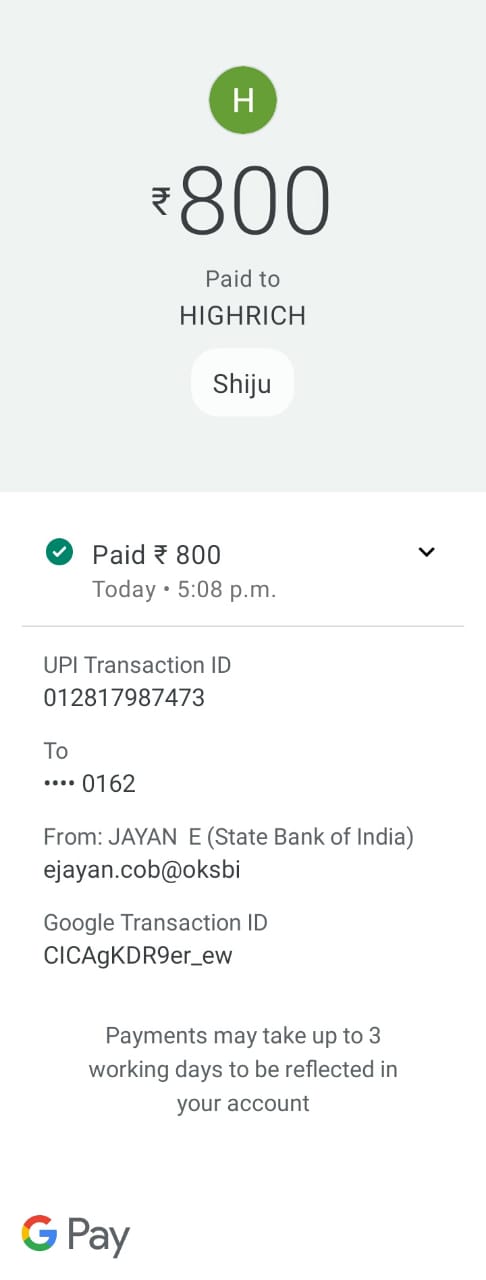 H
₹800
Paid to
HIGHRICH
Shiju
Paid ₹ 800
Today • 5:08 p.m.
UPI Transaction ID
012817987473
To
•••• 0162
From: JAYAN  E (State Bank of India)
ejayan.cob@oksbi
Google Transaction ID
CICAgKDR9er_ew
Payments may take up to 3
working days to be reflected in
your account
G Pay